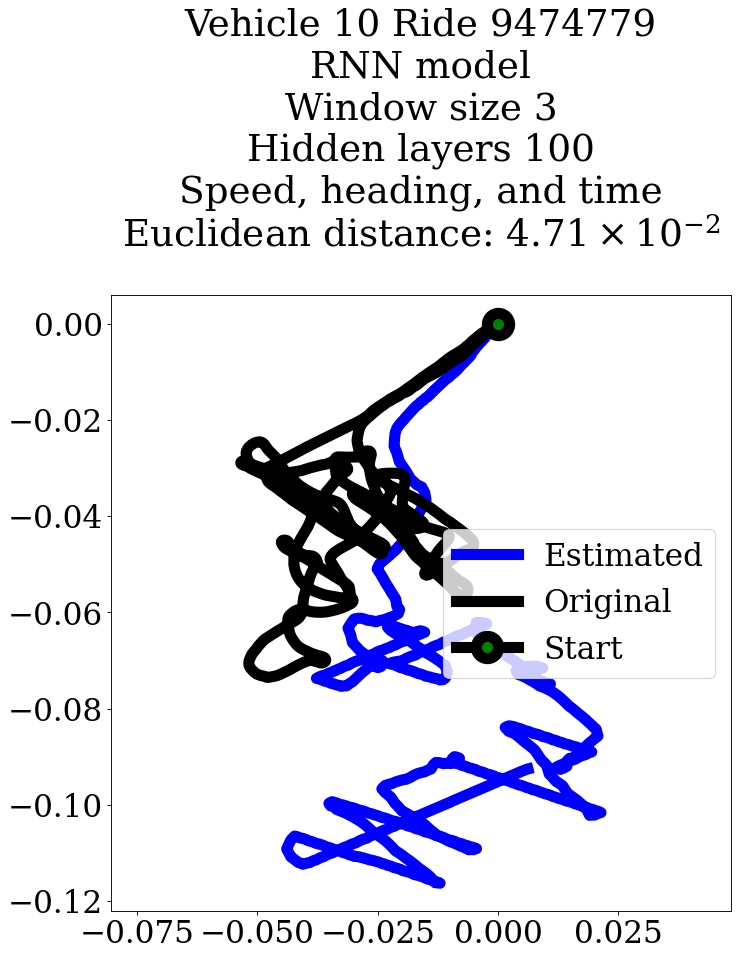 Vehicle 10 Ride 9474779
RNN model
Window size 3
Hidden layers 100
Speed, heading, and time
Euclidean distance: 4.71 × 10⁻²
0.00
−0.02
−0.04
−0.06
−0.08
−0.10
−0.12
Estimated
Original
Start
−0.075 −0.050 −0.025 0.000 0.025